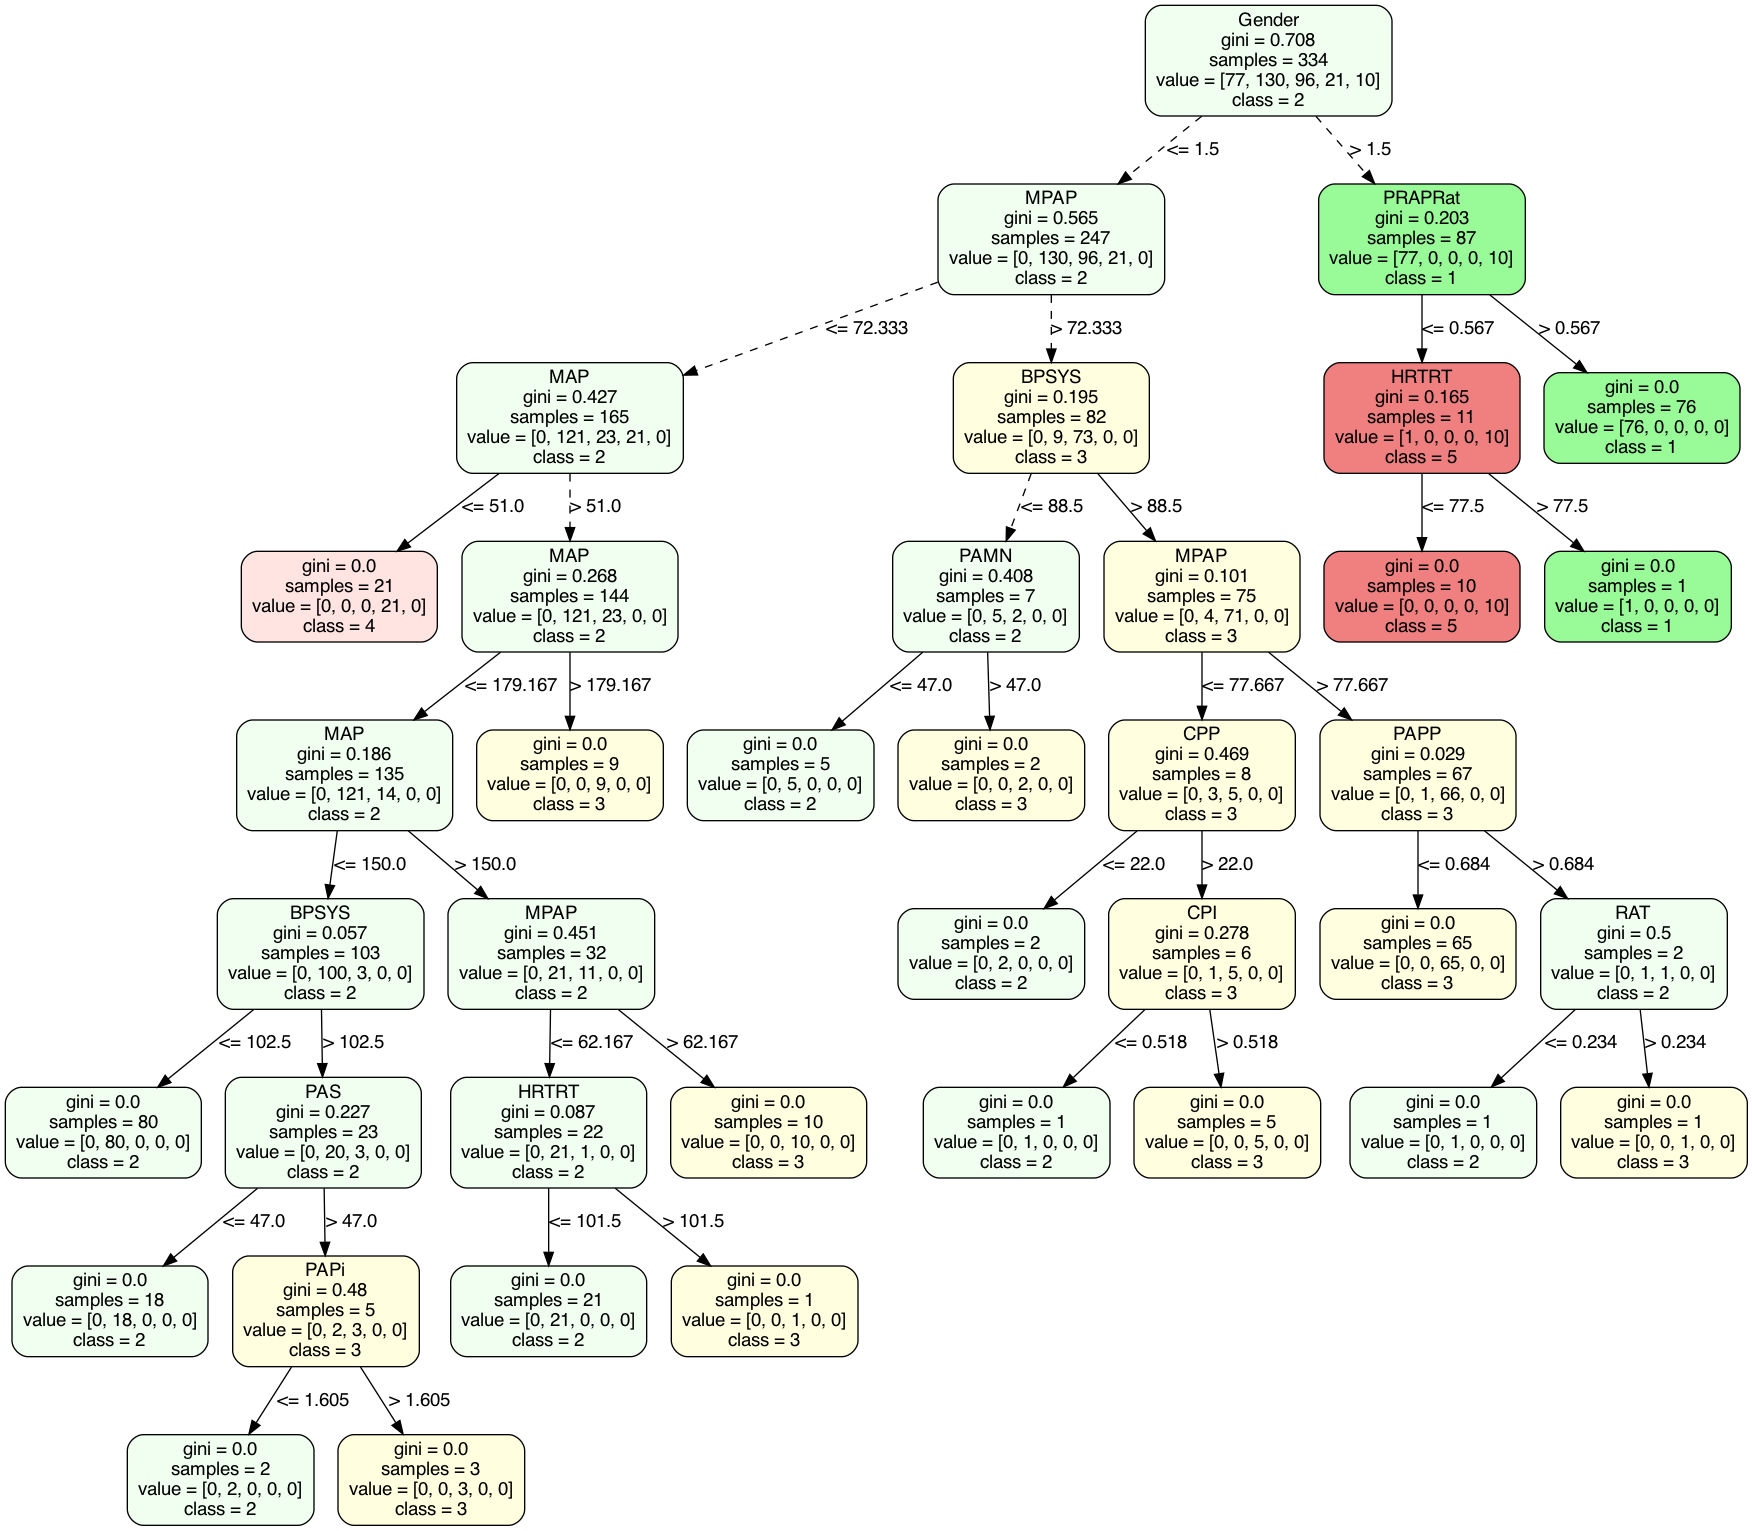 Gender
gini = 0.708
samples = 334
value = [77, 130, 96, 21, 10]
class = 2
<= 1.5
> 1.5
MPAP
gini = 0.565
samples = 247
value = [0, 130, 96, 21, 0]
class = 2
PRAPRat
gini = 0.203
samples = 87
value = [77, 0, 0, 0, 10]
class = 1
<= 72.333
> 72.333
<= 0.567
> 0.567
MAP
gini = 0.427
samples = 165
value = [0, 121, 23, 21, 0]
class = 2
BPSYS
gini = 0.195
samples = 82
value = [0, 9, 73, 0, 0]
class = 3
HRTRT
gini = 0.165
samples = 11
value = [1, 0, 0, 0, 10]
class = 5
gini = 0.0
samples = 76
value = [76, 0, 0, 0, 0]
class = 1
<= 51.0
> 51.0
<= 88.5
> 88.5
<= 77.5
> 77.5
gini = 0.0
samples = 21
value = [0, 0, 0, 21, 0]
class = 4
MAP
gini = 0.268
samples = 144
value = [0, 121, 23, 0, 0]
class = 2
PAMN
gini = 0.408
samples = 7
value = [0, 5, 2, 0, 0]
class = 2
MPAP
gini = 0.101
samples = 75
value = [0, 4, 71, 0, 0]
class = 3
gini = 0.0
samples = 10
value = [0, 0, 0, 0, 10]
class = 5
gini = 0.0
samples = 1
value = [1, 0, 0, 0, 0]
class = 1
<= 179.167
> 179.167
<= 47.0
> 47.0
<= 77.667
> 77.667
MAP
gini = 0.186
samples = 135
value = [0, 121, 14, 0, 0]
class = 2
gini = 0.0
samples = 9
value = [0, 0, 9, 0, 0]
class = 3
gini = 0.0
samples = 5
value = [0, 5, 0, 0, 0]
class = 2
gini = 0.0
samples = 2
value = [0, 0, 2, 0, 0]
class = 3
CPP
gini = 0.469
samples = 8
value = [0, 3, 5, 0, 0]
class = 3
PAPP
gini = 0.029
samples = 67
value = [0, 1, 66, 0, 0]
class = 3
<= 150.0
> 150.0
<= 22.0
> 22.0
<= 0.684
> 0.684
BPSYS
gini = 0.057
samples = 103
value = [0, 100, 3, 0, 0]
class = 2
MPAP
gini = 0.451
samples = 32
value = [0, 21, 11, 0, 0]
class = 2
gini = 0.0
samples = 2
value = [0, 2, 0, 0, 0]
class = 2
CPI
gini = 0.278
samples = 6
value = [0, 1, 5, 0, 0]
class = 3
gini = 0.0
samples = 65
value = [0, 0, 65, 0, 0]
class = 3
RAT
gini = 0.5
samples = 2
value = [0, 1, 1, 0, 0]
class = 2
<= 102.5
> 102.5
<= 62.167
> 62.167
<= 0.518
> 0.518
<= 0.234
> 0.234
gini = 0.0
samples = 80
value = [0, 80, 0, 0, 0]
class = 2
PAS
gini = 0.227
samples = 23
value = [0, 20, 3, 0, 0]
class = 2
HRTRT
gini = 0.087
samples = 22
value = [0, 21, 1, 0, 0]
class = 2
gini = 0.0
samples = 10
value = [0, 0, 10, 0, 0]
class = 3
gini = 0.0
samples = 1
value = [0, 1, 0, 0, 0]
class = 2
gini = 0.0
samples = 5
value = [0, 0, 5, 0, 0]
class = 3
gini = 0.0
samples = 1
value = [0, 1, 0, 0, 0]
class = 2
gini = 0.0
samples = 1
value = [0, 0, 1, 0, 0]
class = 3
<= 47.0
> 47.0
<= 101.5
> 101.5
gini = 0.0
samples = 18
value = [0, 18, 0, 0, 0]
class = 2
PAPi
gini = 0.48
samples = 5
value = [0, 2, 3, 0, 0]
class = 3
gini = 0.0
samples = 21
value = [0, 21, 0, 0, 0]
class = 2
gini = 0.0
samples = 1
value = [0, 0, 1, 0, 0]
class = 3
<= 1.605
> 1.605
gini = 0.0
samples = 2
value = [0, 2, 0, 0, 0]
class = 2
gini = 0.0
samples = 3
value = [0, 0, 3, 0, 0]
class = 3